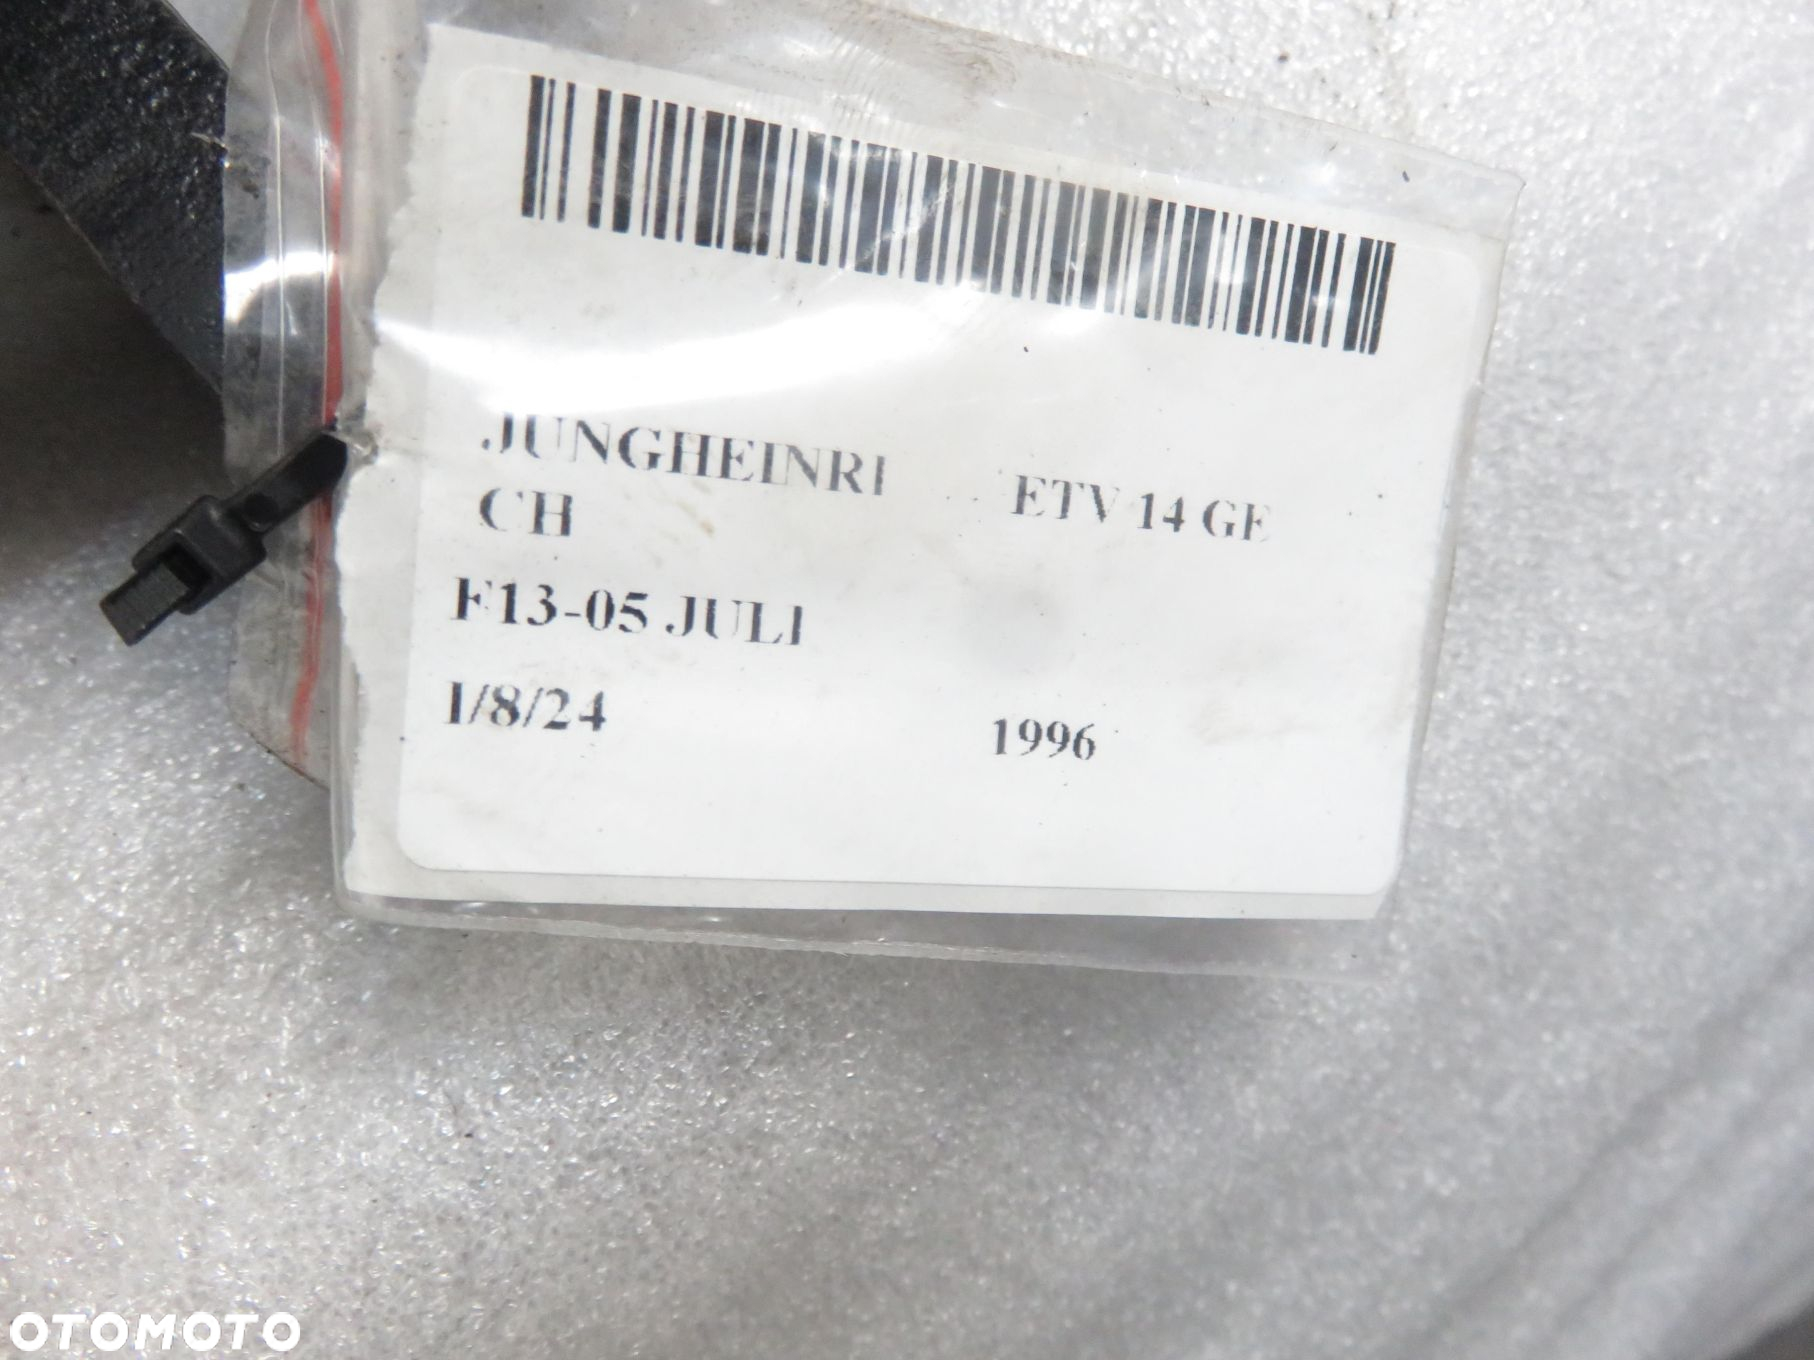 JUNGHEINRI
CH
ETV 14 GE
F13-05 JULI
I/8/24
1996
OTOMOTO